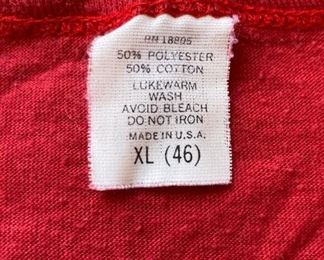 RN 18805
50% POLYESTER
50% COTTON
LUKEWARM
WASH
AVOID BLEACH
DO NOT IRON
MADE IN U.S.A.
XL (46)